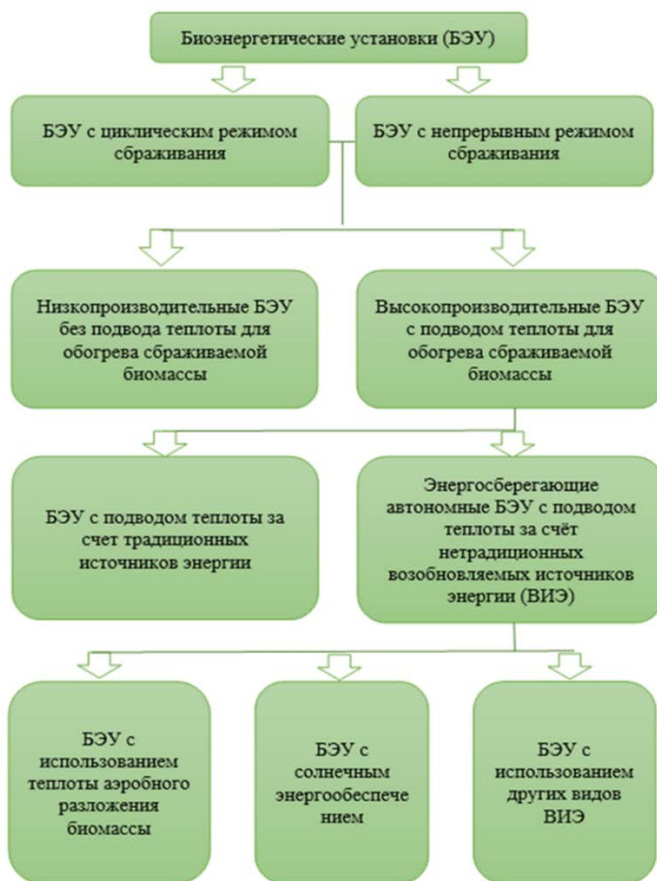 Биоэнергетические установки (БЭУ)
БЭУ с циклическим режимом
сбраживания
БЭУ с непрерывным режимом
сбраживания
Низкопроизводительные БЭУ
без подвода теплоты для
обогрева сбраживаемой
биомассы
Высокопроизводительные БЭУ
с подводом теплоты для
обогрева сбраживаемой
биомассы
БЭУ с подводом теплоты за
счет традиционных
источников энергии
Энергосберегающие
автономные БЭУ с подводом
теплоты за счёт
нетрадиционных
возобновляемых источников
энергии (ВИЭ)
БЭУ с
использованием
теплоты аэробного
разложения
биомассы
БЭУ с
солнечным
энергообеспече
нием
БЭУ с
использованием
других видов
ВИЭ